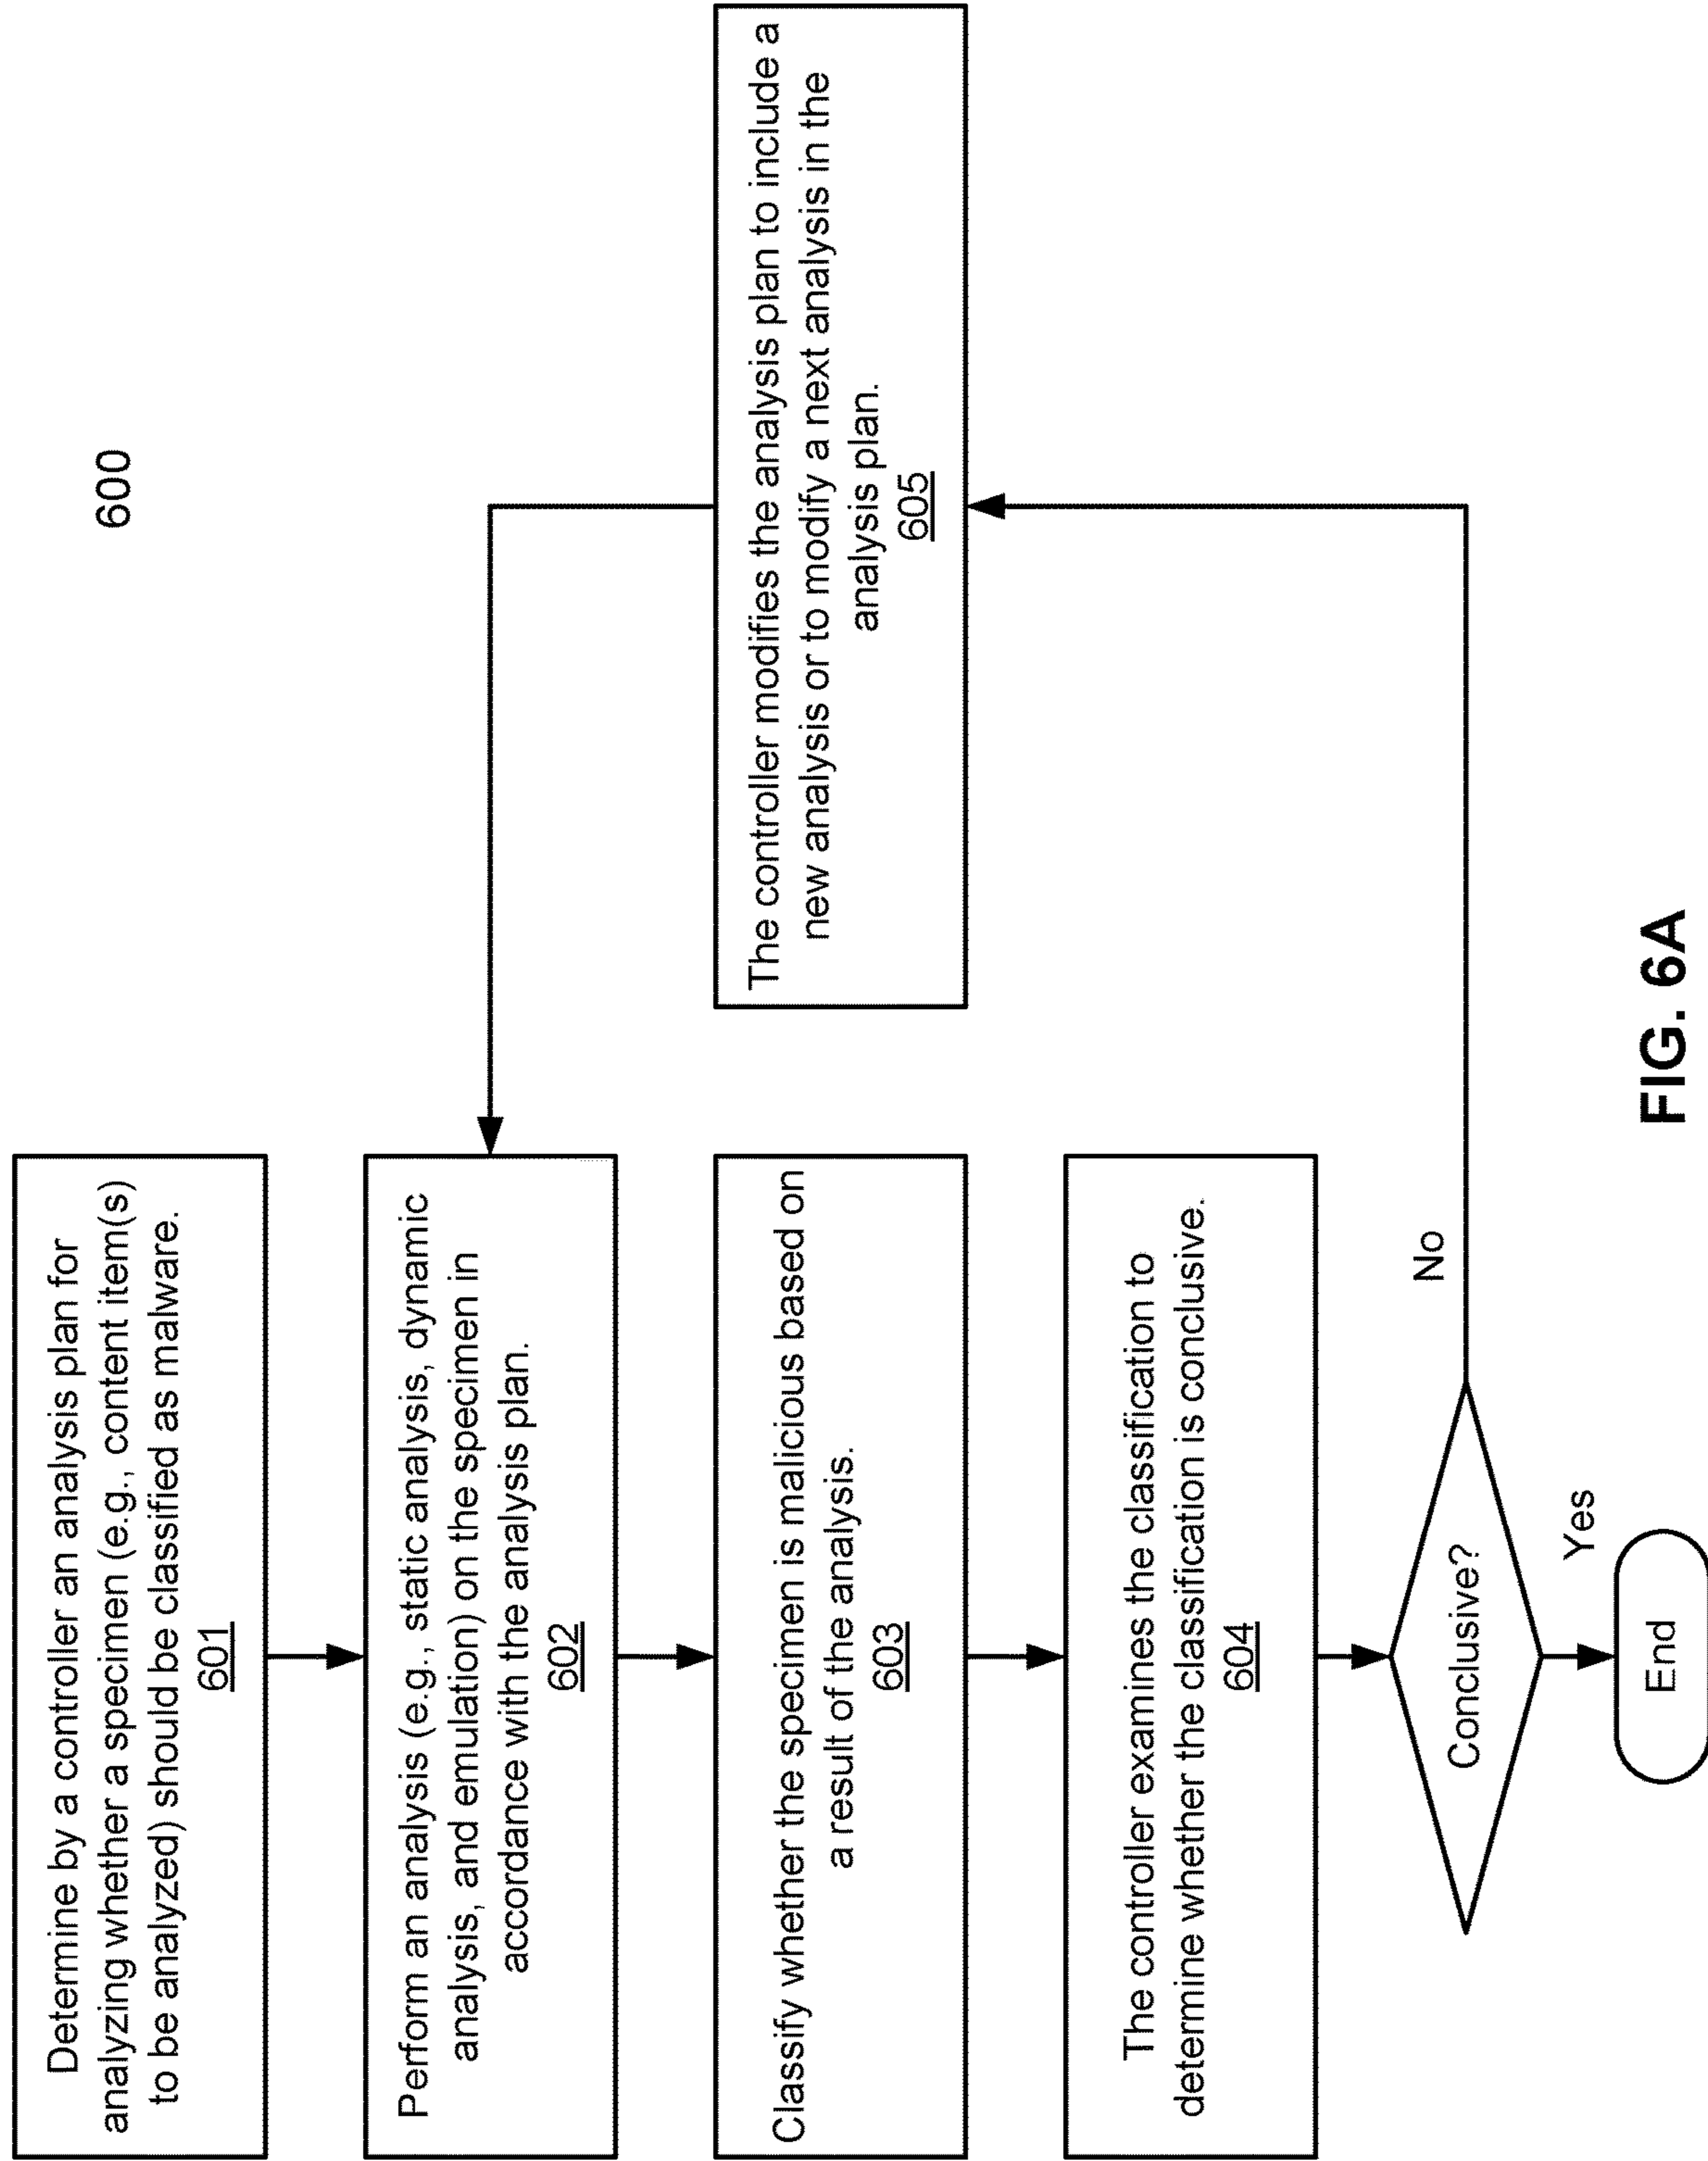 600
Determine by a controller an analysis plan for
analyzing whether a specimen (e.g., content item(s)
to be analyzed) should be classified as malware.
601
Perform an analysis (e.g., static analysis, dynamic
analysis, and emulation) on the specimen in
accordance with the analysis plan.
602
Classify whether the specimen is malicious based on
a result of the analysis.
603
The controller examines the classification to
determine whether the classification is conclusive.
604
Conclusive?
No
Yes
End
The controller modifies the analysis plan to include a
new analysis or to modify a next analysis in the
analysis plan.
605
FIG. 6A